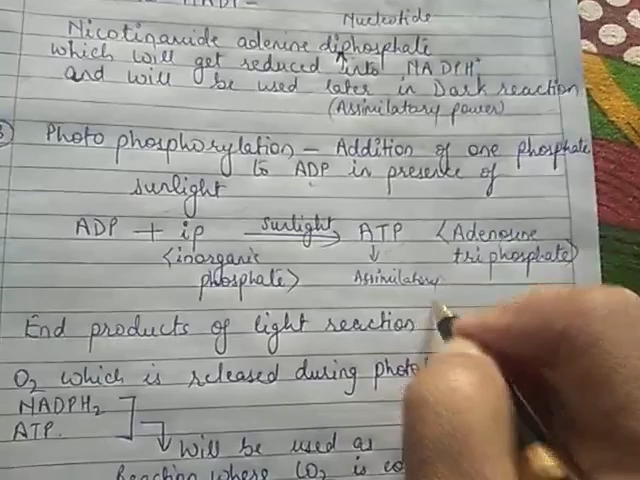 NADP -
Nucleotide
Nicotinamide adenine diphosphate
which will get reduced into NADPH+
and will be used later in Dark reaction
(Assimilatory power)
Photo phosphorylation - Addition of one phosphate
to ADP in presence of
sunlight
ADP + ip sunlight → ATP <Adenosine
<inorganic ↓ triphosphate>
phosphate> Assimilatory
End products of light reaction
O2 which is released during photo
NADPH2
ATP.
Will be used as
Reaction where CO2 is